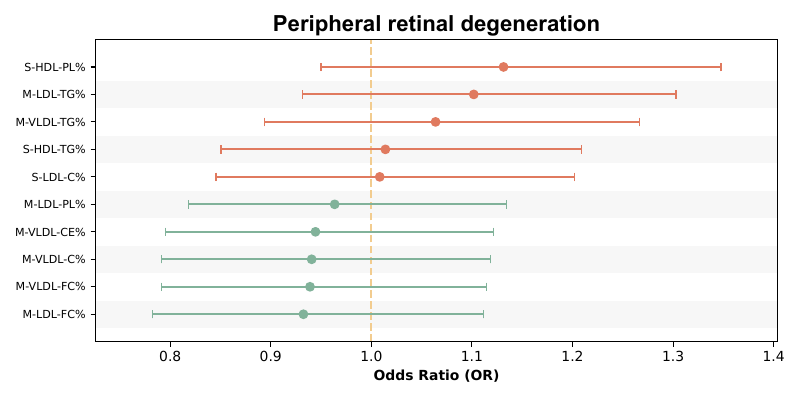 Peripheral retinal degeneration
S-HDL-PL%
M-LDL-TG%
M-VLDL-TG%
S-HDL-TG%
S-LDL-C%
M-LDL-PL%
M-VLDL-CE%
M-VLDL-C%
M-VLDL-FC%
M-LDL-FC%
0.8 0.9 1.0 1.1 1.2 1.3 1.4
Odds Ratio (OR)